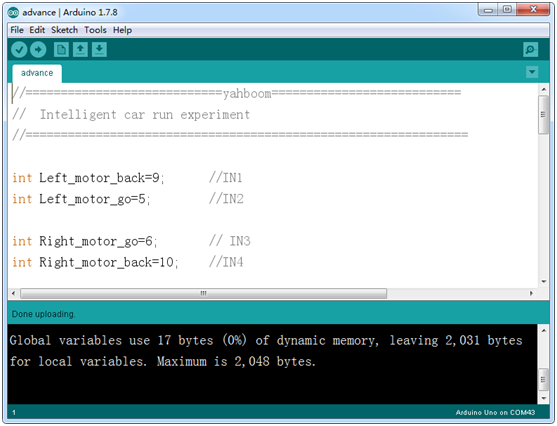 advance | Arduino 1.7.8
File Edit Sketch Tools Help
advance
//============================yahboom===========================
//  Intelligent car run experiment
//===============================================================
int Left_motor_back=9;      //IN1
int Left_motor_go=5;        //IN2
int Right_motor_go=6;       // IN3
int Right_motor_back=10;    //IN4
Done uploading.
Global variables use 17 bytes (0%) of dynamic memory, leaving 2,031 bytes
for local variables. Maximum is 2,048 bytes.
1
Arduino Uno on COM43